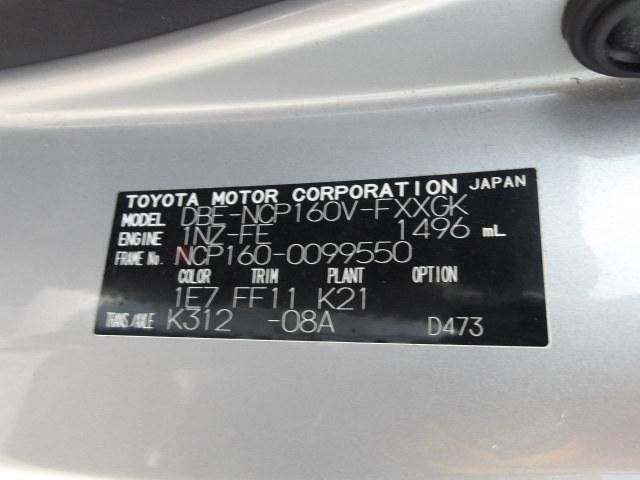 TOYOTA MOTOR CORPORATION JAPAN
MODEL DBE-NCP160V-FXXGK
ENGINE 1NZ-FE 1496 mL
FRAME No. NCP160-0099550
COLOR TRIM PLANT OPTION
1E7 FF11 K21
TRANS./AXLE K312 -08A D473